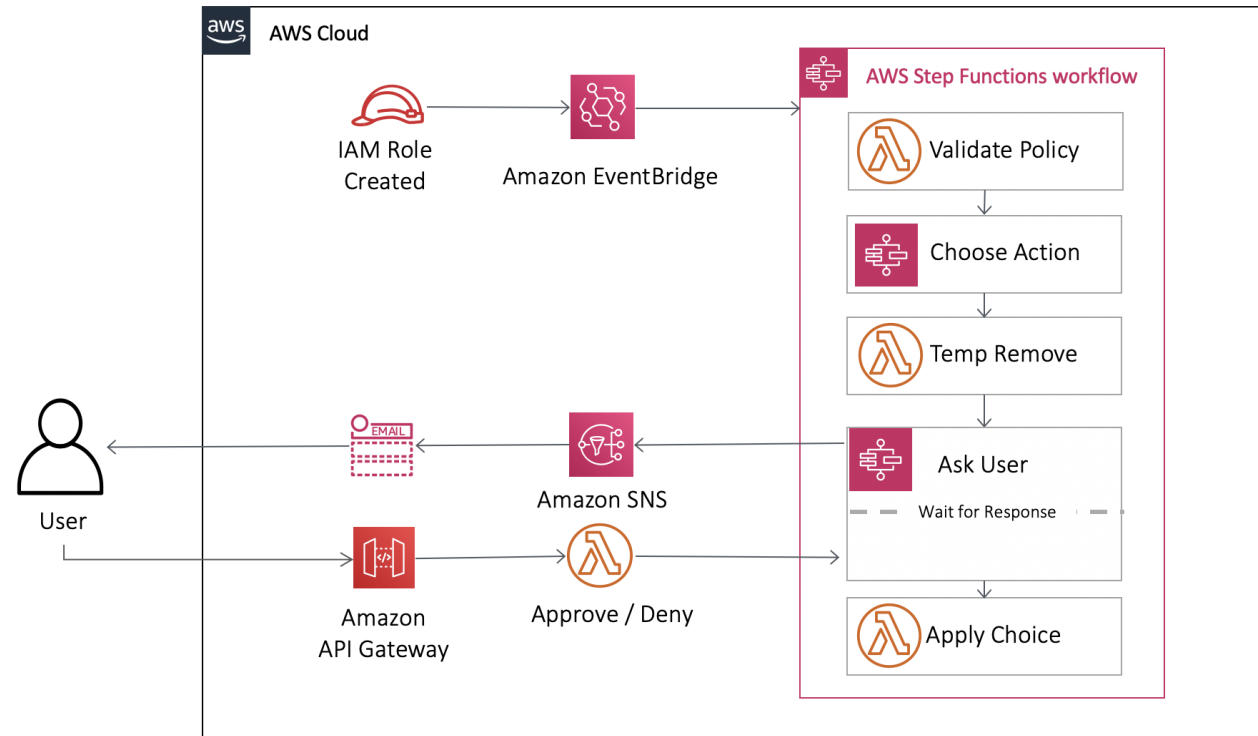 aws
AWS Cloud
AWS Step Functions workflow
IAM Role
Created
Amazon EventBridge
Validate Policy
Choose Action
Temp Remove
EMAIL
Ask User
Amazon SNS
User
Wait for Response
</>
Amazon
API Gateway
Approve / Deny
Apply Choice